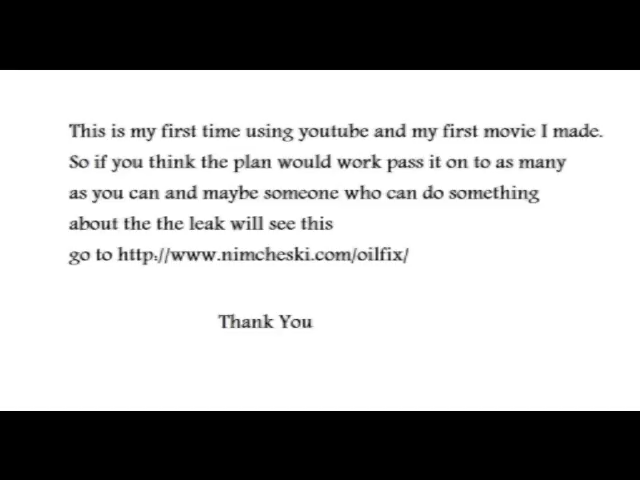 This is my first time using youtube and my first movie I made.
So if you think the plan would work pass it on to as many
as you can and maybe someone who can do something
about the the leak will see this
go to http://www.nimcheski.com/oilfix/
Thank You